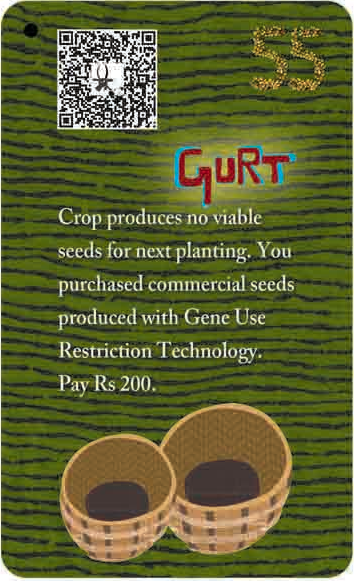 SS
GURT
Crop produces no viable
seeds for next planting. You
purchased commercial seeds
produced with Gene Use
Restriction Technology.
Pay Rs 200.